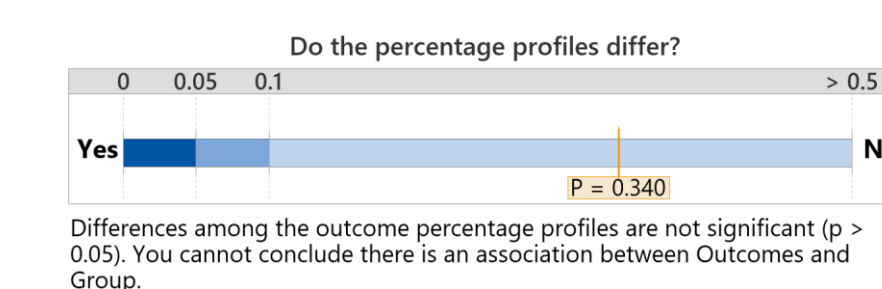 Do the percentage profiles differ?
0 0.05 0.1 > 0.5
Yes N
P = 0.340
Differences among the outcome percentage profiles are not significant (p >
0.05). You cannot conclude there is an association between Outcomes and
Group.